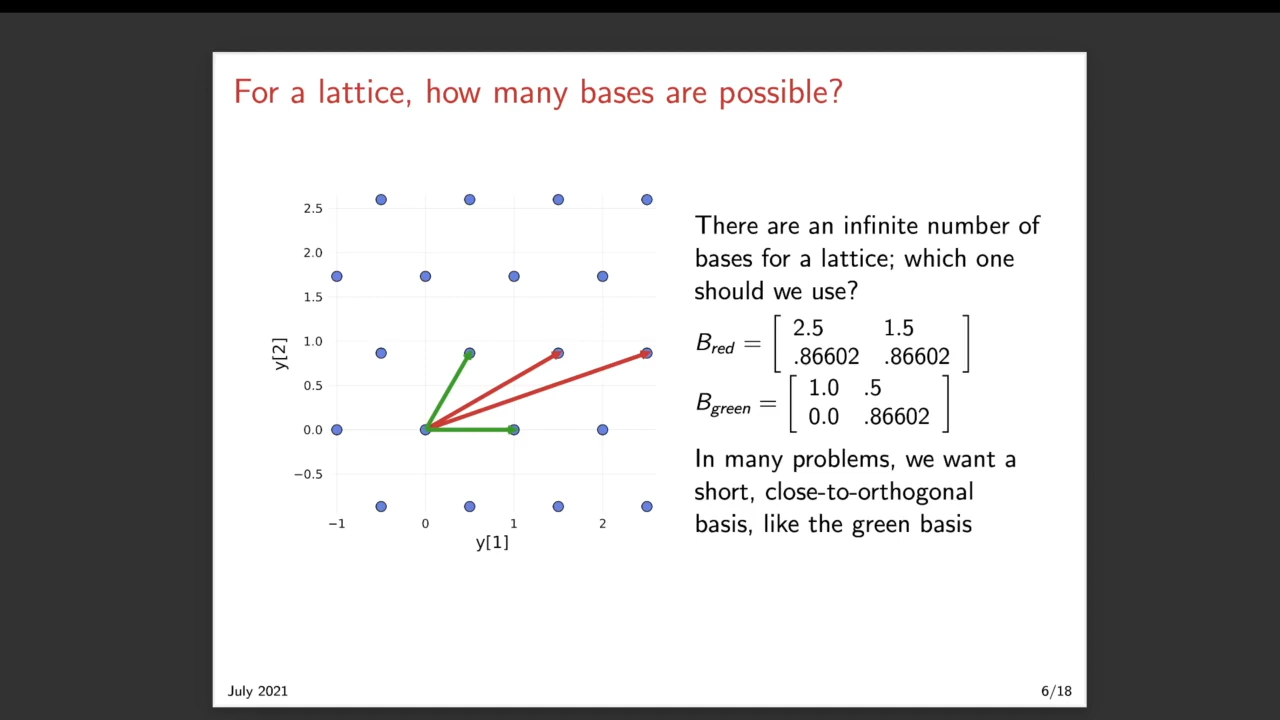 For a lattice, how many bases are possible?
2.5
2.0
1.5
1.0
0.5
0.0
−0.5
−1 0 1 2
y[1]
y[2]
There are an infinite number of
bases for a lattice; which one
should we use?
B_red = [ 2.5 1.5
.86602 .86602 ]
B_green = [ 1.0 .5
0.0 .86602 ]
In many problems, we want a
short, close-to-orthogonal
basis, like the green basis
July 2021
6/18